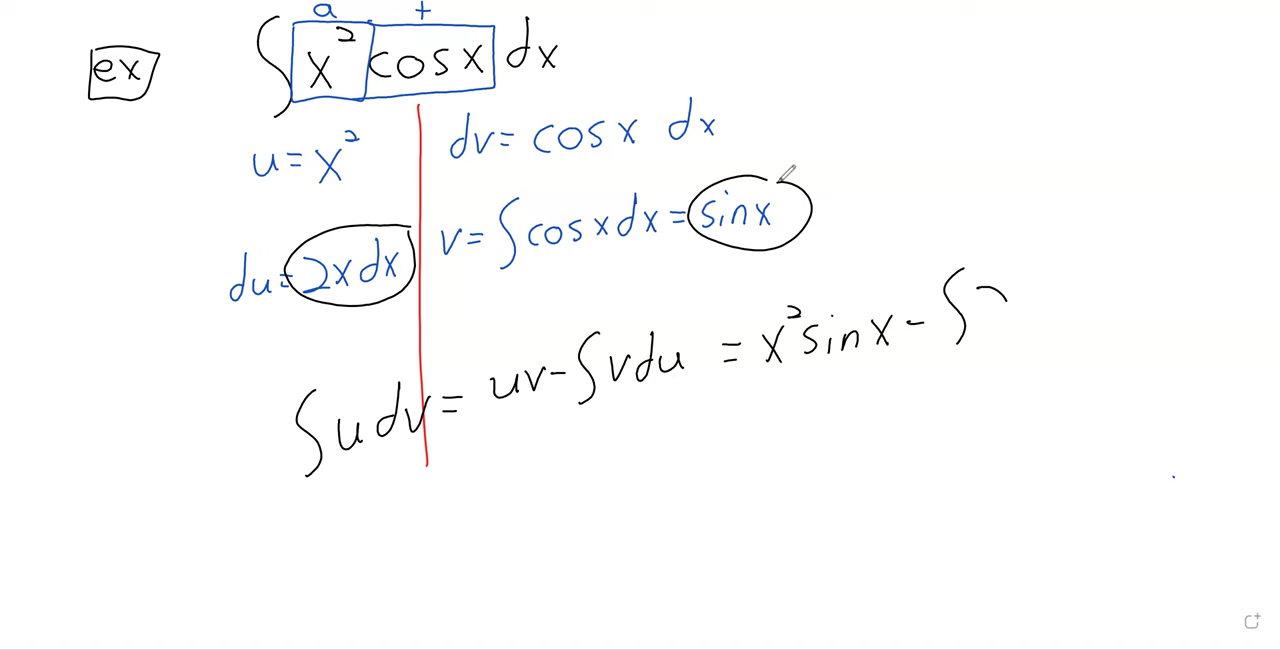 a t
ex ∫ x² cos x dx
u = x² dv = cos x dx
du = 2x dx v = ∫ cos x dx = sin x
∫ u dv = uv - ∫ v du = x² sin x - ∫